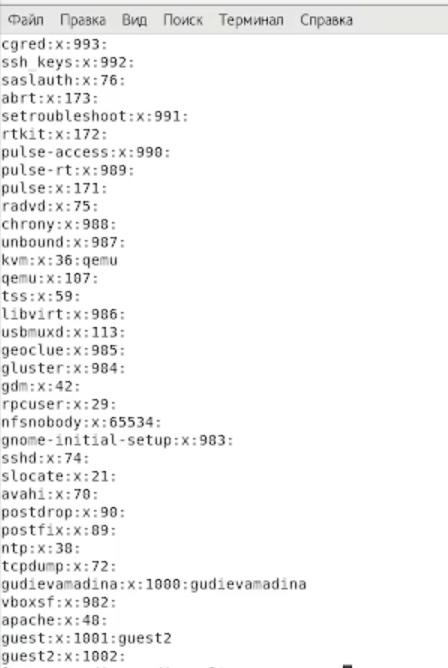 Файл Правка Вид Поиск Терминал Справка
cgred:x:993:
ssh_keys:x:992:
saslauth:x:76:
abrt:x:173:
setroubleshoot:x:991:
rtkit:x:172:
pulse-access:x:990:
pulse-rt:x:989:
pulse:x:171:
radvd:x:75:
chrony:x:988:
unbound:x:987:
kvm:x:36:qemu
qemu:x:107:
tss:x:59:
libvirt:x:986:
usbmuxd:x:113:
geoclue:x:985:
gluster:x:984:
gdm:x:42:
rpcuser:x:29:
nfsnobody:x:65534:
gnome-initial-setup:x:983:
sshd:x:74:
slocate:x:21:
avahi:x:70:
postdrop:x:90:
postfix:x:89:
ntp:x:38:
tcpdump:x:72:
gudievamadina:x:1000:gudievamadina
vboxsf:x:982:
apache:x:48:
guest:x:1001:guest2
guest2:x:1002: